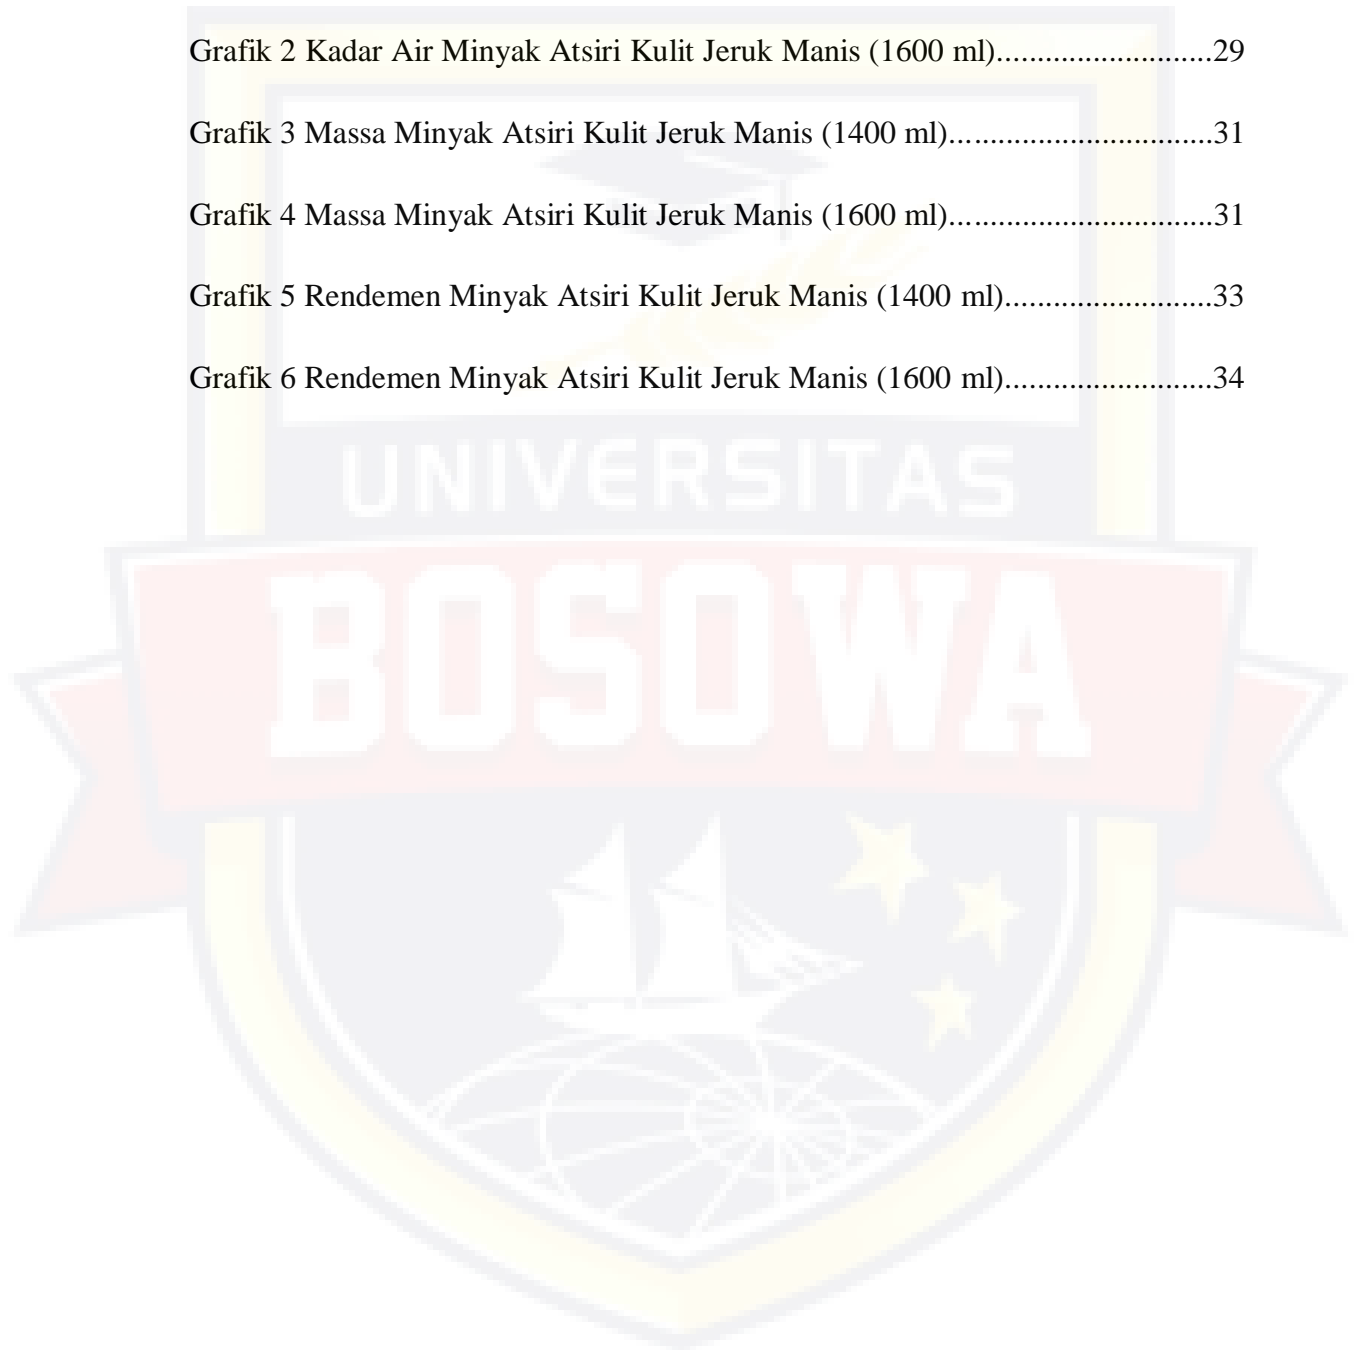 Grafik 2 Kadar Air Minyak Atsiri Kulit Jeruk Manis (1600 ml)..........................29
Grafik 3 Massa Minyak Atsiri Kulit Jeruk Manis (1400 ml)................................31
Grafik 4 Massa Minyak Atsiri Kulit Jeruk Manis (1600 ml)................................31
Grafik 5 Rendemen Minyak Atsiri Kulit Jeruk Manis (1400 ml).........................33
Grafik 6 Rendemen Minyak Atsiri Kulit Jeruk Manis (1600 ml).........................34
UNIVERSITAS
BOSOWA